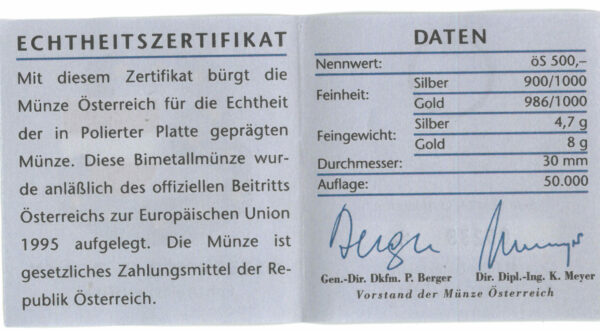 ECHTHEITSZERTIFIKAT
Mit diesem Zertifikat bürgt die
Münze Österreich für die Echtheit
der in Polierter Platte geprägten
Münze. Diese Bimetallmünze wur-
de anläßlich des offiziellen Beitritts
Österreichs zur Europäischen Union
1995 aufgelegt. Die Münze ist
gesetzliches Zahlungsmittel der Re-
publik Österreich.
DATEN
Nennwert: öS 500,–
Feinheit: Silber 900/1000
Gold 986/1000
Feingewicht: Silber 4,7 g
Gold 8 g
Durchmesser: 30 mm
Auflage: 50.000
Berger
Gen.-Dir. Dkfm. P. Berger Dir. Dipl.-Ing. K. Meyer
Vorstand der Münze Österreich